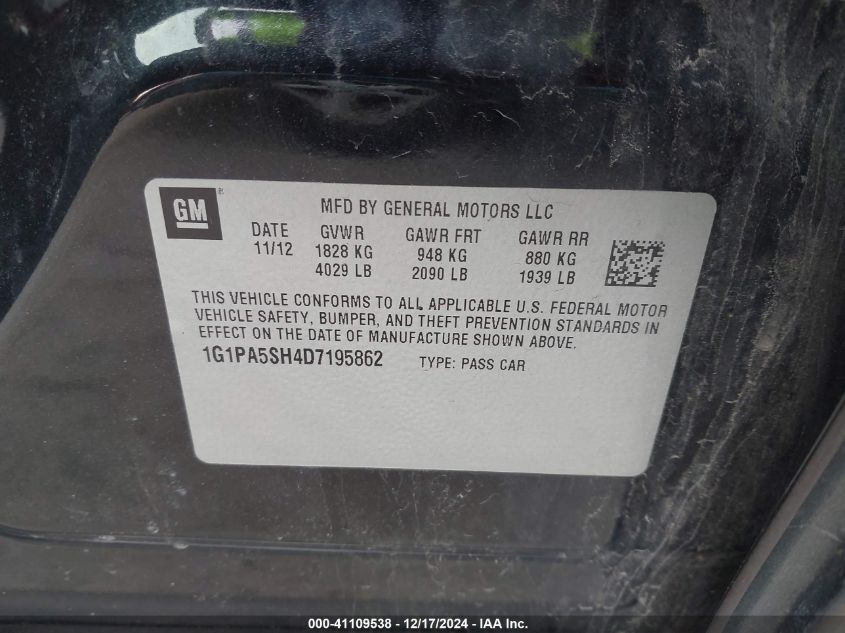 GM
MFD BY GENERAL MOTORS LLC
DATE GVWR GAWR FRT GAWR RR
11/12 1828 KG 948 KG 880 KG
4029 LB 2090 LB 1939 LB
THIS VEHICLE CONFORMS TO ALL APPLICABLE U.S. FEDERAL MOTOR
VEHICLE SAFETY, BUMPER, AND THEFT PREVENTION STANDARDS IN
EFFECT ON THE DATE OF MANUFACTURE SHOWN ABOVE.
1G1PA5SH4D7195862 TYPE: PASS CAR
000-41109538 - 12/17/2024 - Copyright © 2024 IAA, Inc.